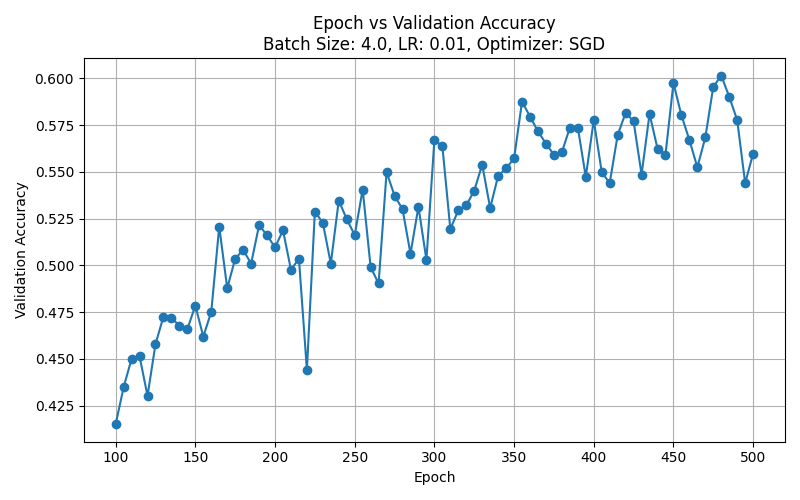 Epoch vs Validation Accuracy
Batch Size: 4.0, LR: 0.01, Optimizer: SGD
Validation Accuracy
0.600
0.575
0.550
0.525
0.500
0.475
0.450
0.425
100 150 200 250 300 350 400 450 500
Epoch